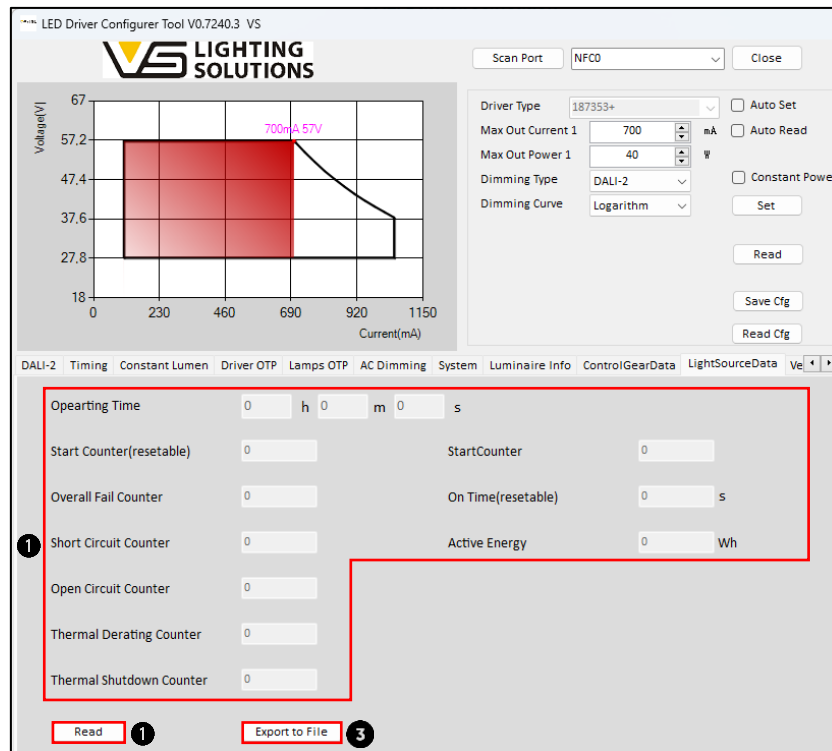 LED Driver Configurer Tool V0.7240.3 VS
VS LIGHTING SOLUTIONS
Scan Port NFC0 Close
Voltage[V]
67
57,2
47,4
37,6
27,8
18
700mA 57V
0 230 460 690 920 1150
Current(mA)
Driver Type 187353+ Auto Set
Max Out Current 1 700 mA Auto Read
Max Out Power 1 40 W
Dimming Type DALI-2 Constant Powe
Dimming Curve Logarithm Set
Read
Save Cfg
Read Cfg
DALI-2 Timing Constant Lumen Driver OTP Lamps OTP AC Dimming System Luminaire Info ControlGearData LightSourceData Ve
Opearting Time 0 h 0 m 0 s
Start Counter(resetable) 0 StartCounter 0
Overall Fail Counter 0 On Time(resetable) 0 s
1 Short Circuit Counter 0 Active Energy 0 Wh
Open Circuit Counter 0
Thermal Derating Counter 0
Thermal Shutdown Counter 0
Read 1 Export to File 3